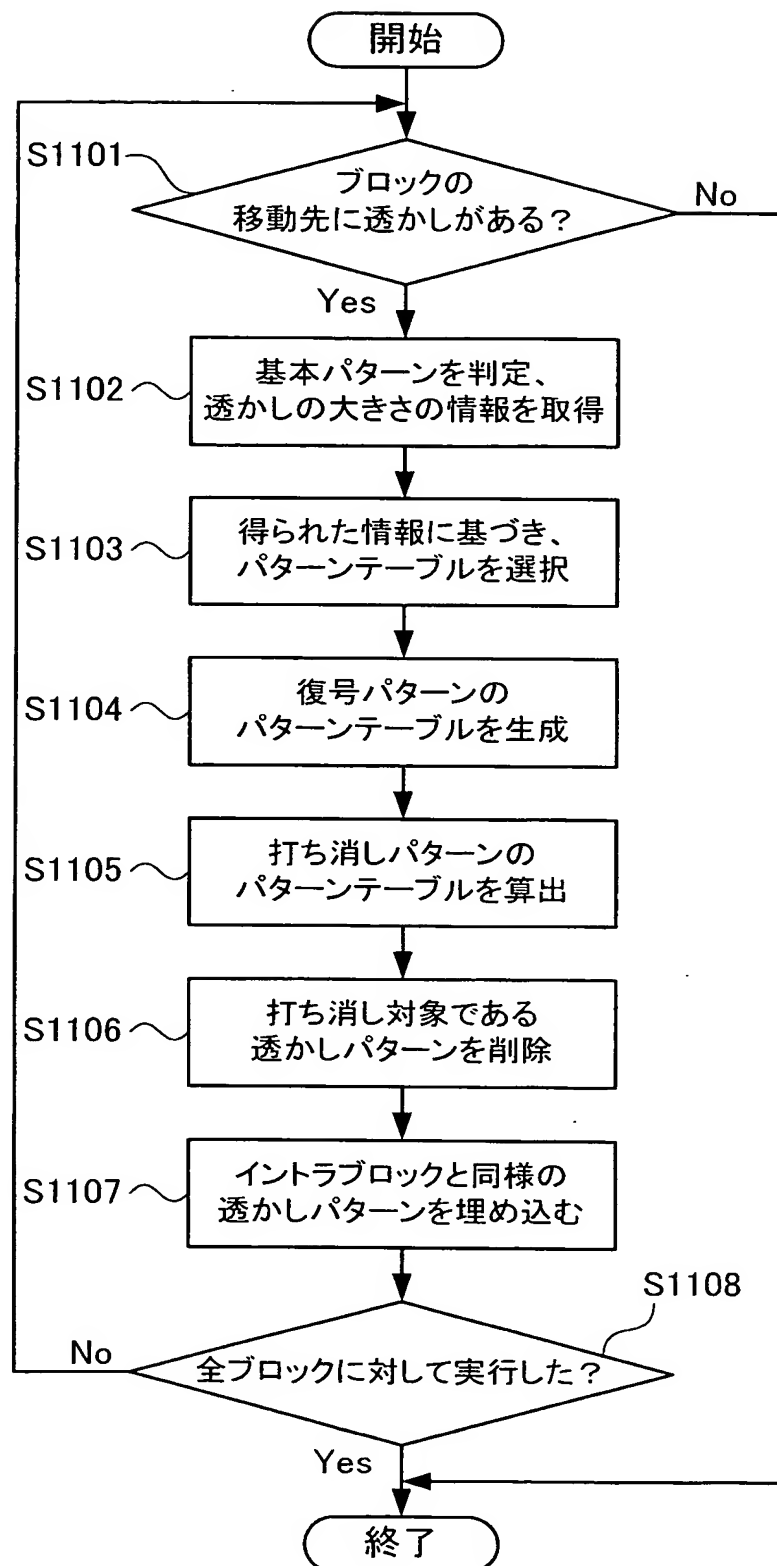 開始
S1101
ブロックの
移動先に透かしがある?
No
Yes
S1102
基本パターンを判定、
透かしの大きさの情報を取得
S1103
得られた情報に基づき、
パターンテーブルを選択
S1104
復号パターンの
パターンテーブルを生成
S1105
打ち消しパターンの
パターンテーブルを算出
S1106
打ち消し対象である
透かしパターンを削除
S1107
イントラブロックと同様の
透かしパターンを埋め込む
S1108
No
全ブロックに対して実行した?
Yes
終了